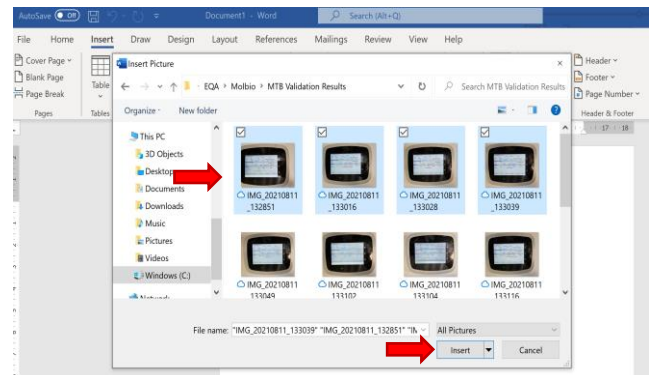 AutoSave Off Document1 - Word Search (Alt+Q)
File Home Insert Draw Design Layout References Mailings Review View Help
Cover Page
Blank Page
Page Break
Pages
Table
Tables
Insert Picture
EQA > Molbio > MTB Validation Results
Search MTB Validation Results
Organize New folder
This PC
3D Objects
Desktop
Documents
Downloads
Music
Pictures
Videos
Windows (C:)
Network
IMG_20210811
_132851
IMG_20210811
_133016
IMG_20210811
_133028
IMG_20210811
_133039
IMG_20210811
133049
IMG_20210811
133102
IMG_20210811
133104
IMG_20210811
133116
File name: "IMG_20210811_133039" "IMG_20210811_132851" "IM
All Pictures
Insert Cancel
Header
Footer
Page Number
Header & Footer
17 18